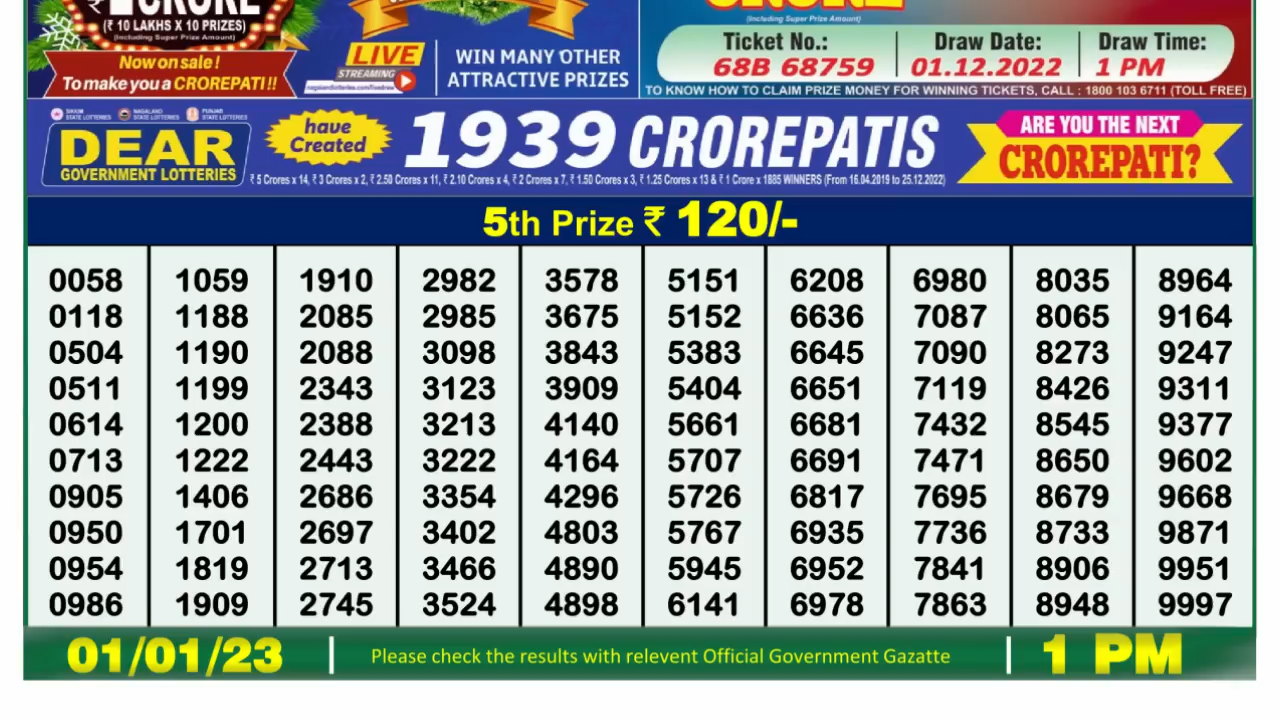 ₹ 1 CRORE
(₹ 10 LAKHS X 10 PRIZES)
(Including Super Prize Amount)
Now on sale!
To make you a CROREPATI!!
LIVE
STREAMING
nagalandlotteries.com/livedraw
WIN MANY OTHER
ATTRACTIVE PRIZES
CRORE
(Including Super Prize Amount)
Ticket No.: Draw Date: Draw Time:
68B 68759 01.12.2022 1 PM
TO KNOW HOW TO CLAIM PRIZE MONEY FOR WINNING TICKETS, CALL : 1800 103 6711 (TOLL FREE)
SIKKIM STATE LOTTERIES NAGALAND STATE LOTTERIES PUNJAB STATE LOTTERIES
DEAR
GOVERNMENT LOTTERIES
have
Created
1939 CROREPATIS
₹ 5 Crores x 14, ₹ 3 Crores x 2, ₹ 2.50 Crores x 11, ₹ 2.10 Crores x 4, ₹ 2 Crores x 7, ₹ 1.50 Crores x 3, ₹ 1.25 Crores x 13 & ₹ 1 Crore x 1885 WINNERS (From 16.04.2019 to 25.12.2022)
ARE YOU THE NEXT
CROREPATI?
5th Prize ₹ 120/-
0058 1059 1910 2982 3578 5151 6208 6980 8035 8964
0118 1188 2085 2985 3675 5152 6636 7087 8065 9164
0504 1190 2088 3098 3843 5383 6645 7090 8273 9247
0511 1199 2343 3123 3909 5404 6651 7119 8426 9311
0614 1200 2388 3213 4140 5661 6681 7432 8545 9377
0713 1222 2443 3222 4164 5707 6691 7471 8650 9602
0905 1406 2686 3354 4296 5726 6817 7695 8679 9668
0950 1701 2697 3402 4803 5767 6935 7736 8733 9871
0954 1819 2713 3466 4890 5945 6952 7841 8906 9951
0986 1909 2745 3524 4898 6141 6978 7863 8948 9997
01/01/23 Please check the results with relevent Official Government Gazatte 1 PM